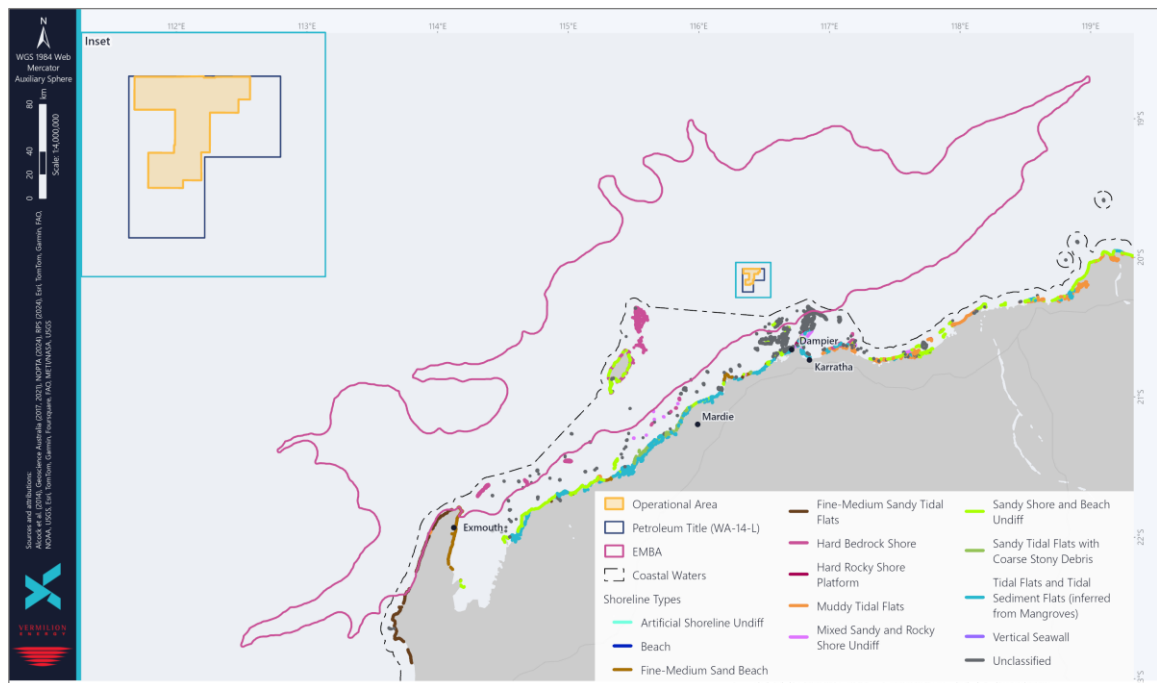 N
WGS 1984 Web
Mercator
Auxiliary Sphere
km
80
40
20
0
Scale: 1:4,000,000
Sources and attributions:
Alcock et al. (2014), Geoscience Australia (2017, 2021), NOPTA (2024), RPS (2024), Esri, TomTom, Garmin, FAO,
NOAA, USGS, Esri, TomTom, Garmin, Foursquare, FAO, METI/NASA, USGS
VERMILION
ENERGY
Inset
112°E
113°E
114°E
115°E
116°E
117°E
118°E
119°E
19°S
20°S
21°S
22°S
Dampier
Karratha
Mardie
Exmouth
Operational Area
Petroleum Title (WA-14-L)
EMBA
Coastal Waters
Shoreline Types
Artificial Shoreline Undiff
Beach
Fine-Medium Sand Beach
Fine-Medium Sandy Tidal
Flats
Hard Bedrock Shore
Hard Rocky Shore
Platform
Muddy Tidal Flats
Mixed Sandy and Rocky
Shore Undiff
Sandy Shore and Beach
Undiff
Sandy Tidal Flats with
Coarse Stony Debris
Tidal Flats and Tidal
Sediment Flats (inferred
from Mangroves)
Vertical Seawall
Unclassified